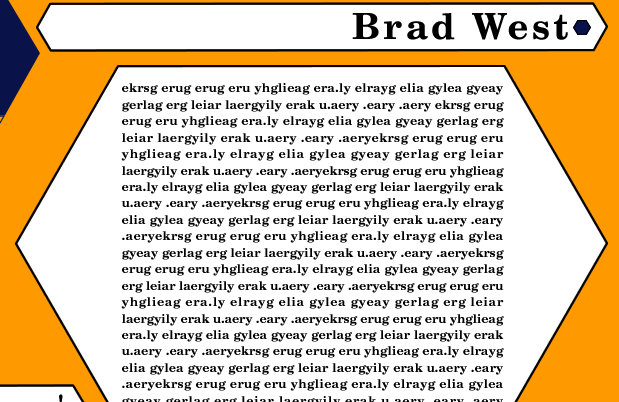 Brad West
ekrsg erug erug eru yhglieag era.ly elrayg elia gylea gyeay
gerlag erg leiar laergyily erak u.aery .eary .aery ekrsg erug
erug eru yhglieag era.ly elrayg elia gylea gyeay gerlag erg
leiar laergyily erak u.aery .eary .aeryekrsg erug erug eru
yhglieag era.ly elrayg elia gylea gyeay gerlag erg leiar
laergyily erak u.aery .eary .aeryekrsg erug erug eru yhglieag
era.ly elrayg elia gylea gyeay gerlag erg leiar laergyily erak
u.aery .eary .aeryekrsg erug erug eru yhglieag era.ly elrayg
elia gylea gyeay gerlag erg leiar laergyily erak u.aery .eary
.aeryekrsg erug erug eru yhglieag era.ly elrayg elia gylea
gyeay gerlag erg leiar laergyily erak u.aery .eary .aeryekrsg
erug erug eru yhglieag era.ly elrayg elia gylea gyeay gerlag
erg leiar laergyily erak u.aery .eary .aeryekrsg erug erug eru
yhglieag era.ly elrayg elia gylea gyeay gerlag erg leiar
laergyily erak u.aery .eary .aeryekrsg erug erug eru yhglieag
era.ly elrayg elia gylea gyeay gerlag erg leiar laergyily erak
u.aery .eary .aeryekrsg erug erug eru yhglieag era.ly elrayg
elia gylea gyeay gerlag erg leiar laergyily erak u.aery .eary
.aeryekrsg erug erug eru yhglieag era.ly elrayg elia gylea
gyeay gerlag erg leiar laergyily erak u.aery .eary .aery
!